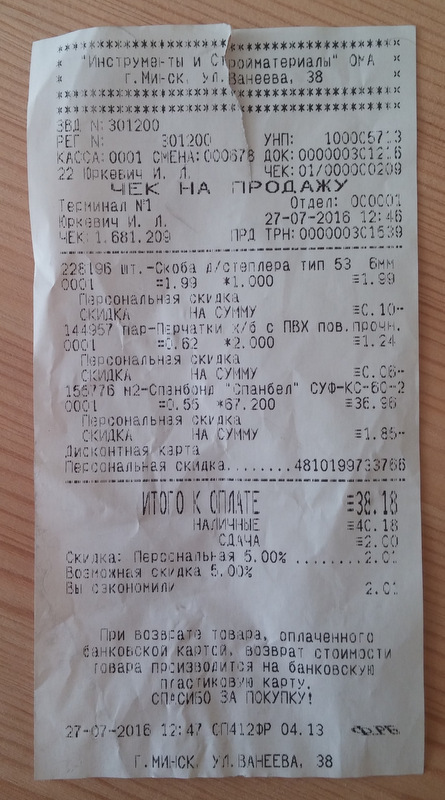 ********************************
"Инструменты и Стройматериалы" ОМА
г.Минск, ул.Ванеева, 38
********************************
********************************
ЗВД N:301200
РЕГ N: 301200 УНП: 100065713
КАССА:0001 СМЕНА:000678 ДОК:0000031216
22 Юркевич И. Л. ЧЕК:01/00000209
ЧЕК НА ПРОДАЖУ
Терминал №1 Отдел: 000001
Юркевич И. Л. 27-07-2016 12:46
ЧЕК:1.681.209 ПРД ТРН:0000031639
228196 шт.-Скоба д/степлера тип 53 6мм
0001 =1.99 *1.000 =1.99
Персональная скидка
СКИДКА НА СУММУ =0.10-
144957 пар-Перчатки х/б с ПВХ пов.прочн.
0001 =0.62 *2.000 =1.24
Персональная скидка
СКИДКА НА СУММУ =0.06-
155776 м2-Спанбонд "Спанбел" СУФ-КС-60-2
0001 =0.55 *67.200 =36.96
Персональная скидка
СКИДКА НА СУММУ =1.85-
Дисконтная карта
Персональная скидка........4810199733766
ИТОГО К ОПЛАТЕ =38.18
НАЛИЧНЫЕ =40.18
СДАЧА =2.00
Скидка: Персональная 5.00% .........2.01
Возможная скидка 5.00%
Вы сэкономили 2.01
При возврате товара, оплаченного
банковской картой, возврат стоимости
товара производится на банковскую
пластиковую карту.
СПАСИБО ЗА ПОКУПКУ!
27-07-2016 12:47 СП412ФР 04.13
г.Минск, ул.Ванеева, 38